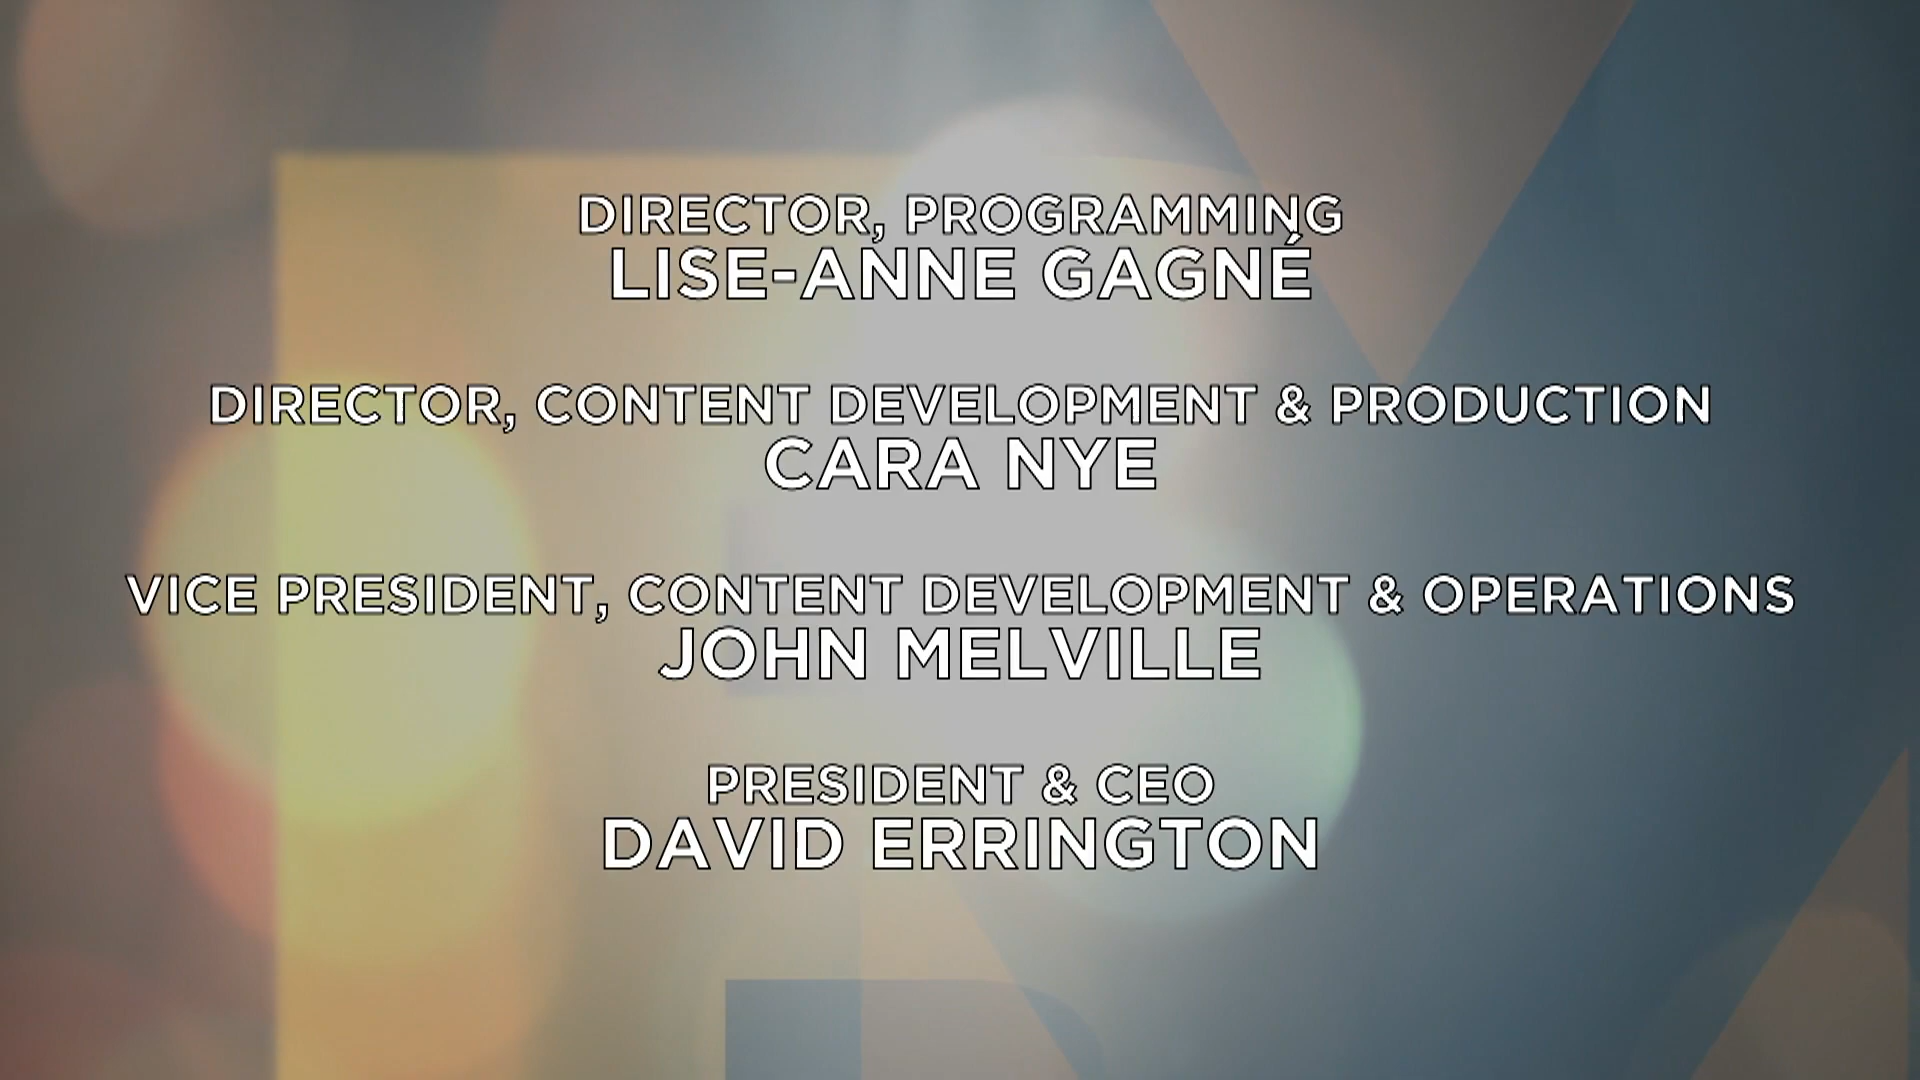 DIRECTOR, PROGRAMMING
LISE-ANNE GAGNÉ
DIRECTOR, CONTENT DEVELOPMENT & PRODUCTION
CARA NYE
VICE PRESIDENT, CONTENT DEVELOPMENT & OPERATIONS
JOHN MELVILLE
PRESIDENT & CEO
DAVID ERRINGTON